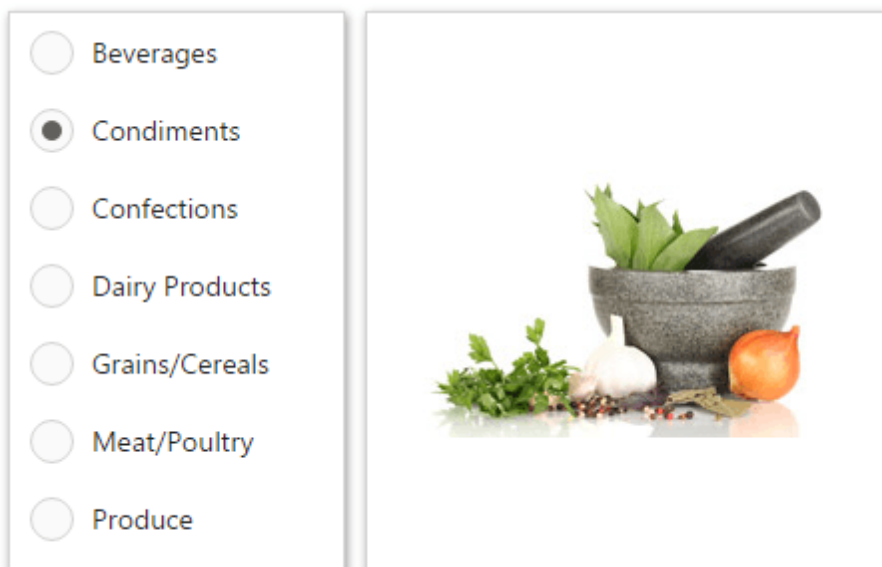 Beverages
Condiments
Confections
Dairy Products
Grains/Cereals
Meat/Poultry
Produce